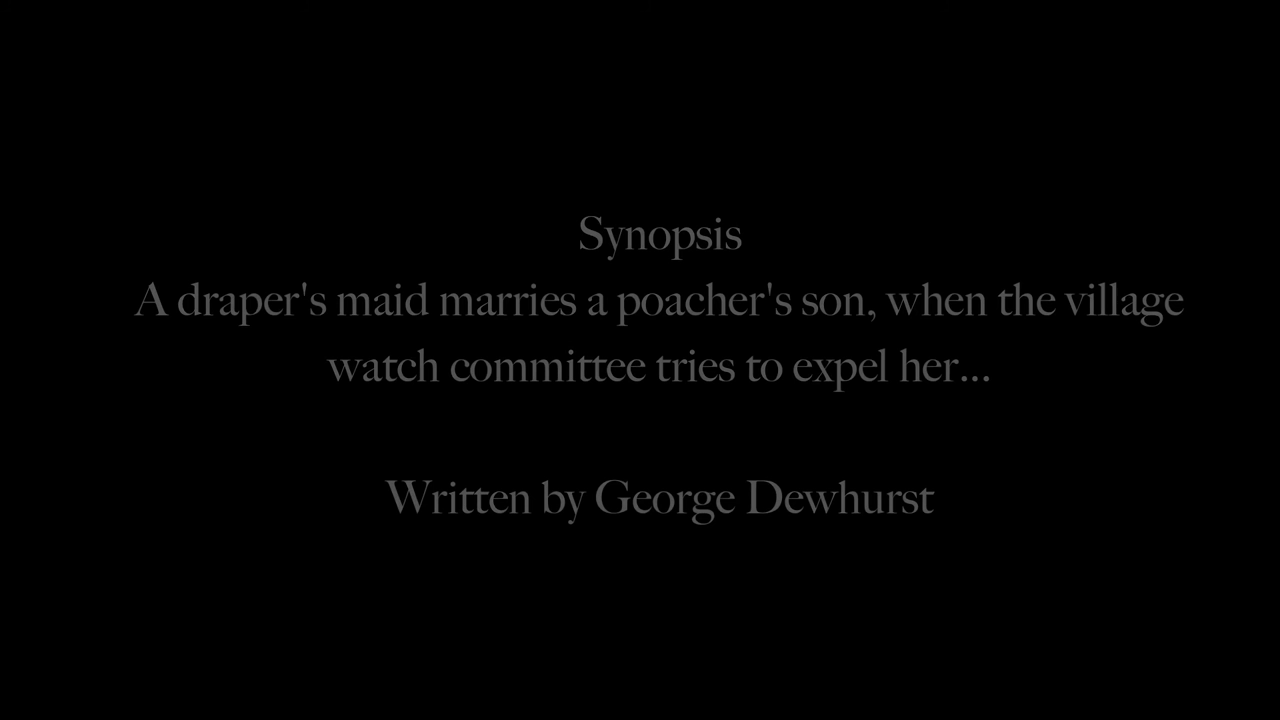 Synopsis
A draper's maid marries a poacher's son, when the village
watch committee tries to expel her...
Written by George Dewhurst